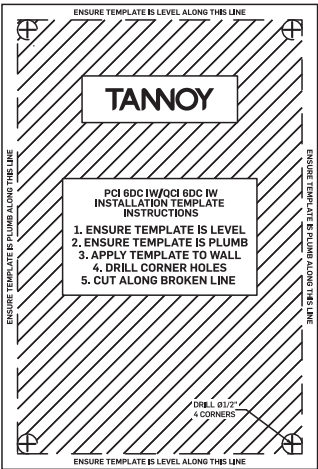 ENSURE TEMPLATE IS LEVEL ALONG THIS LINE
TANNOY
ENSURE TEMPLATE IS PLUMB ALONG THIS LINE
ENSURE TEMPLATE IS PLUMB ALONG THIS LINE
PCI 6DC IW/QCI 6DC IW
INSTALLATION TEMPLATE
INSTRUCTIONS
1. ENSURE TEMPLATE IS LEVEL
2. ENSURE TEMPLATE IS PLUMB
3. APPLY TEMPLATE TO WALL
4. DRILL CORNER HOLES
5. CUT ALONG BROKEN LINE
DRILL Ø1/2"
4 CORNERS
ENSURE TEMPLATE IS LEVEL ALONG THIS LINE